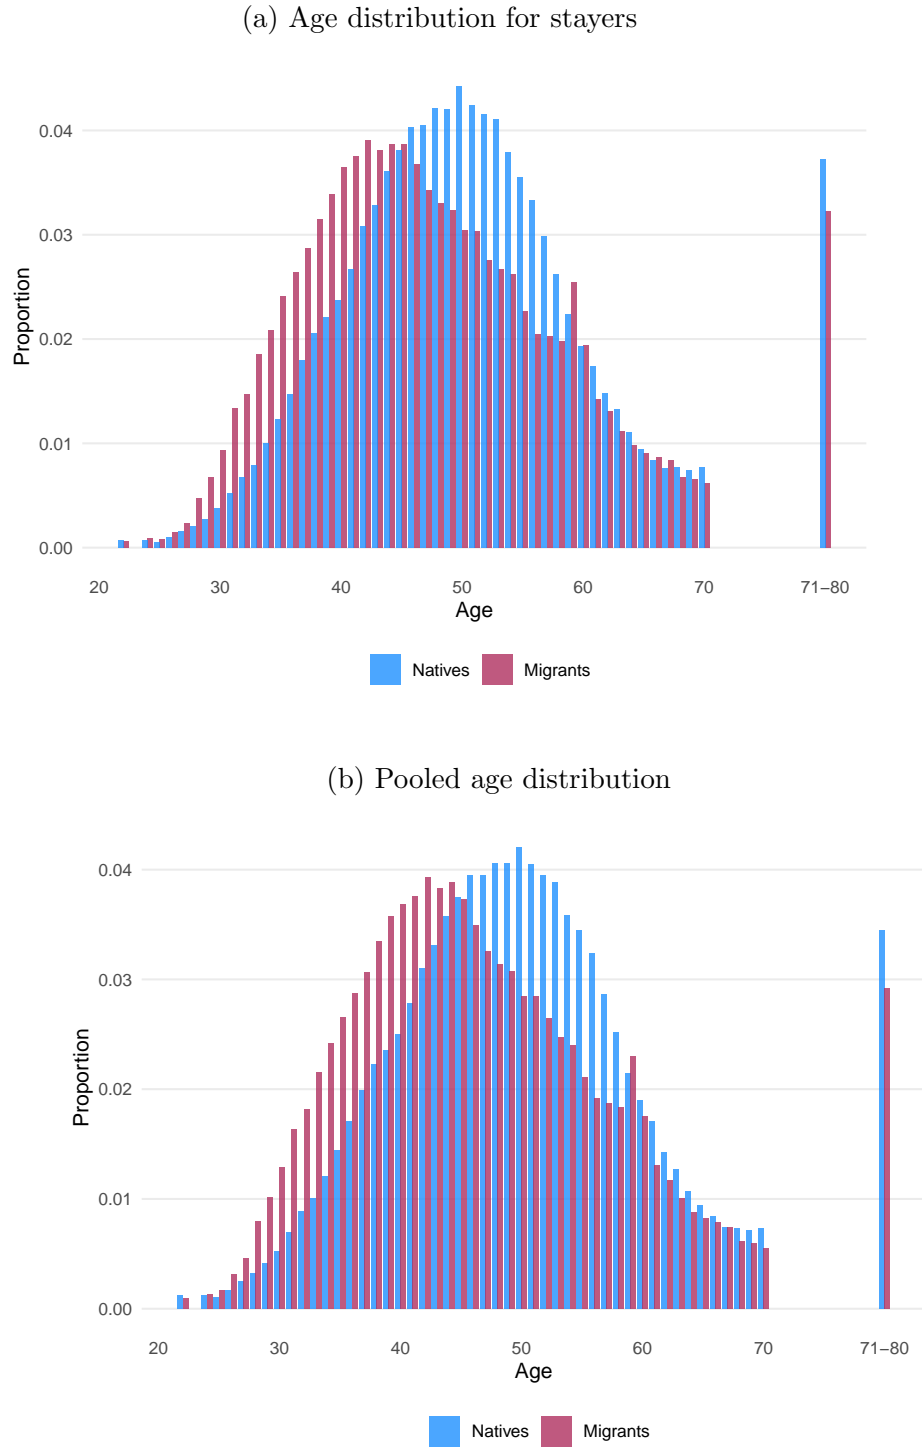 (a) Age distribution for stayers
0.04
0.03
0.02
0.01
0.00
Proportion
20 30 40 50 60 70 71–80
Age
Natives Migrants
(b) Pooled age distribution
0.04
0.03
0.02
0.01
0.00
Proportion
20 30 40 50 60 70 71–80
Age
Natives Migrants